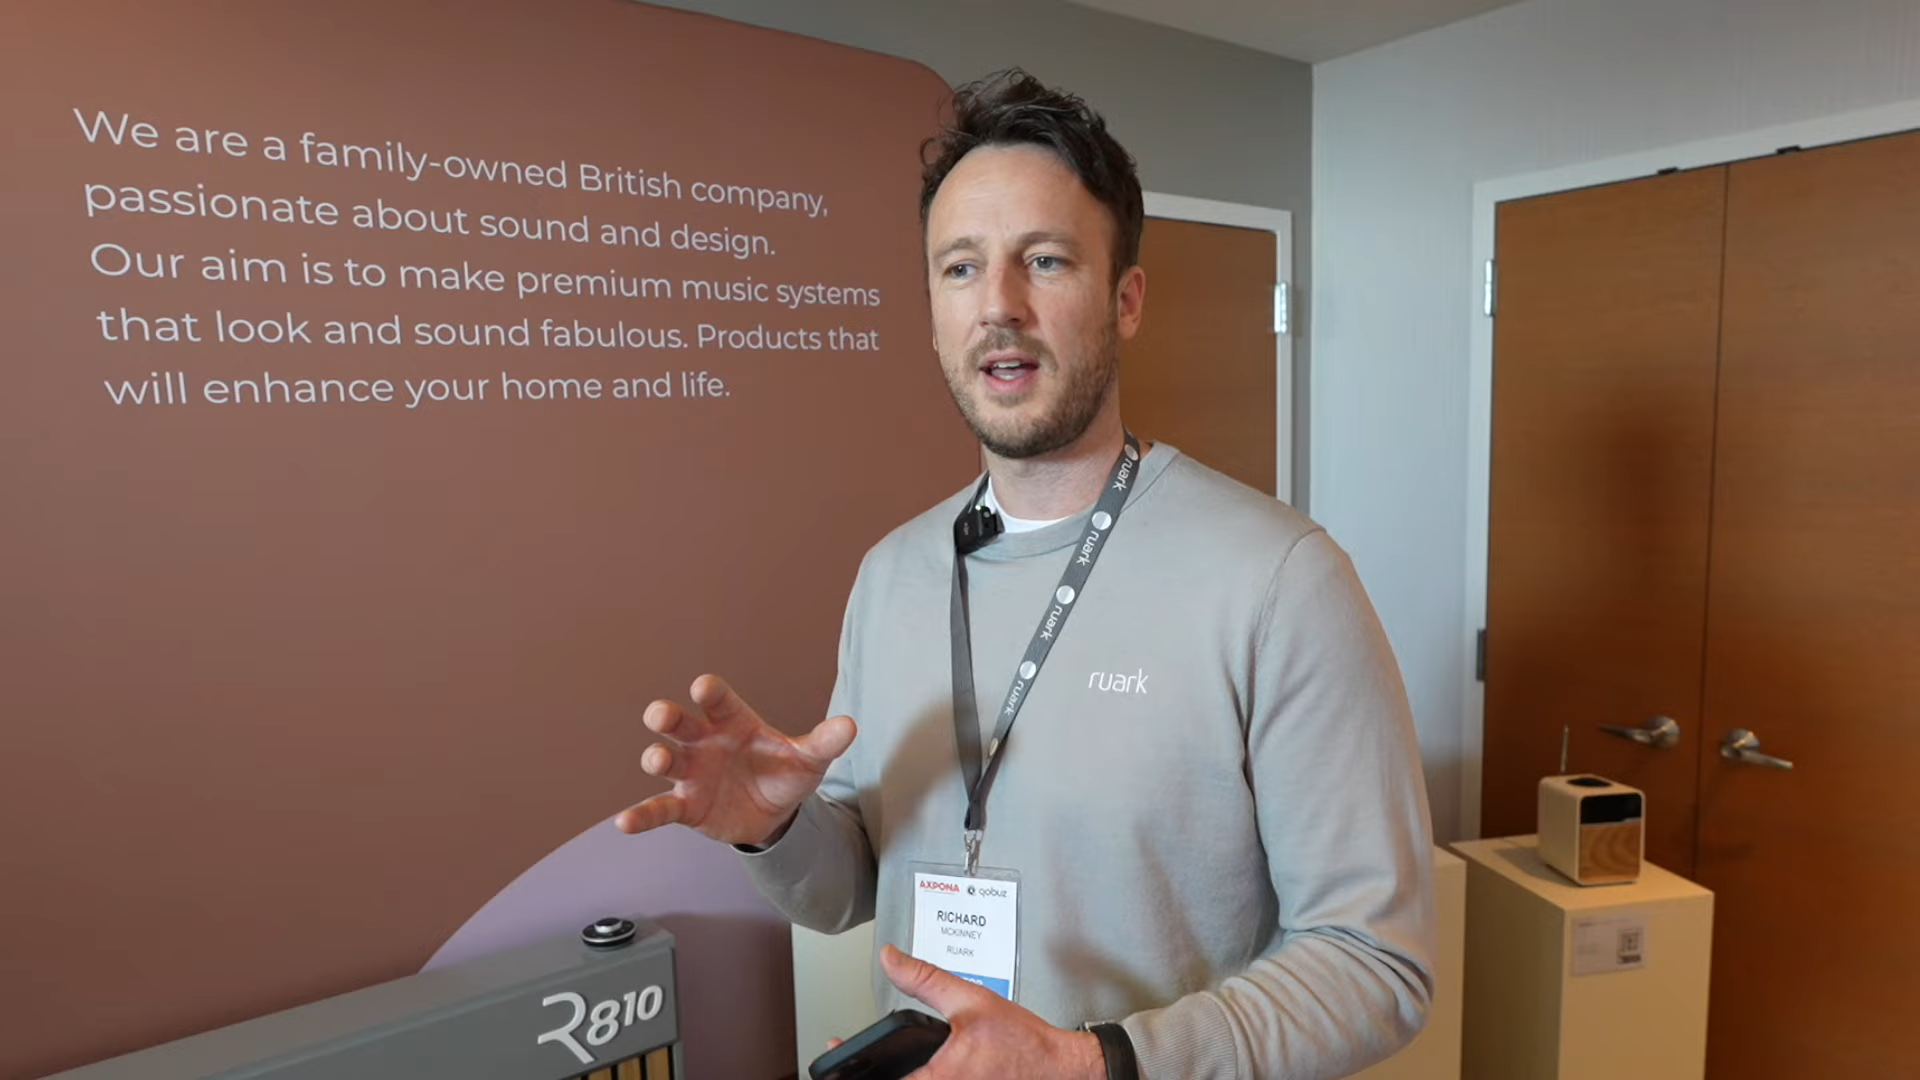 We are a family-owned British company,
passionate about sound and design.
Our aim is to make premium music systems
that look and sound fabulous. Products that
will enhance your home and life.
ruark
ruark
ruark
ruark
ruark
AXPONA qobuz
RICHARD
MCKINNEY
RUARK
R810